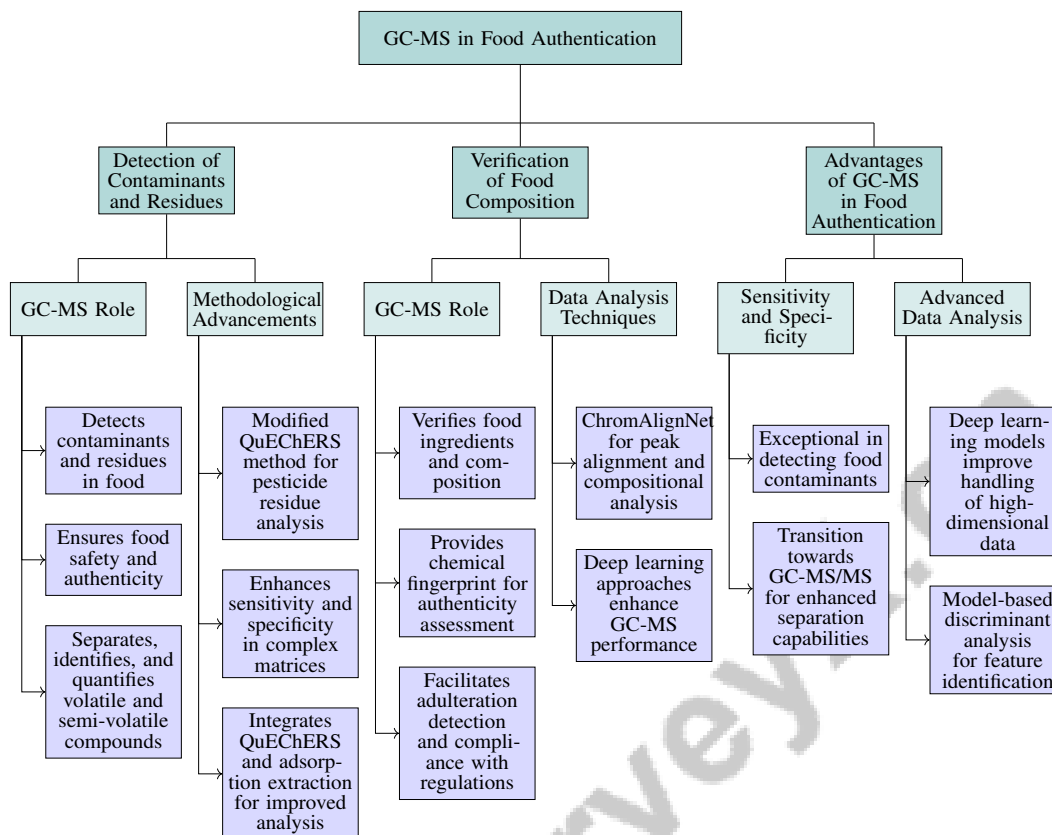 GC-MS in Food Authentication
Detection of
Contaminants
and Residues
Verification
of Food
Composition
Advantages
of GC-MS
in Food
Authentication
GC-MS Role
Methodological
Advancements
GC-MS Role
Data Analysis
Techniques
Sensitivity
and Speci-
ficity
Advanced
Data Analysis
Detects
contaminants
and residues
in food
Ensures food
safety and
authenticity
Separates,
identifies, and
quantifies
volatile and
semi-volatile
compounds
Modified
QuEChERS
method for
pesticide
residue
analysis
Enhances
sensitivity and
specificity
in complex
matrices
Integrates
QuEChERS
and adsorp-
tion extraction
for improved
analysis
Verifies food
ingredients
and com-
position
Provides
chemical
fingerprint for
authenticity
assessment
Facilitates
adulteration
detection
and compli-
ance with
regulations
ChromAlignNet
for peak
alignment and
compositional
analysis
Deep learning
approaches
enhance
GC-MS
performance
Exceptional in
detecting food
contaminants
Transition
towards
GC-MS/MS
for enhanced
separation
capabilities
Deep learn-
ing models
improve
handling
of high-
dimensional
data
Model-based
discriminant
analysis
for feature
identification